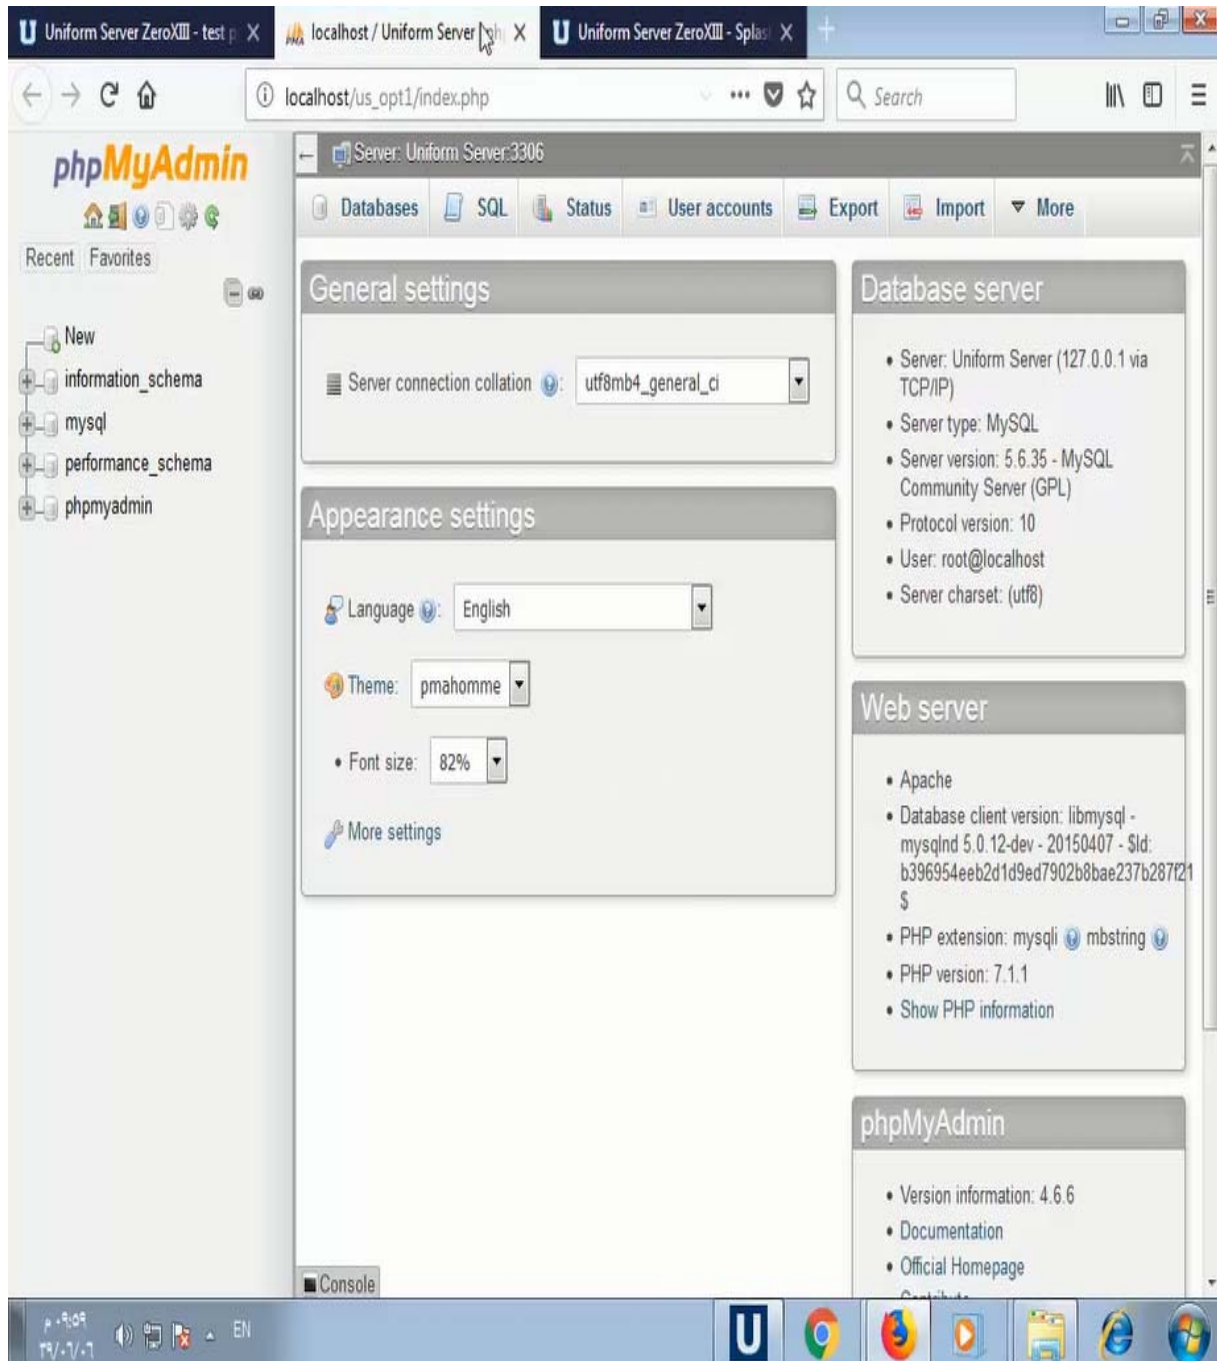 Uniform Server ZeroXIII - test p
localhost / Uniform Server
Uniform Server ZeroXIII - Splas
localhost/us_opt1/index.php
Search
phpMyAdmin
Recent Favorites
New
information_schema
mysql
performance_schema
phpmyadmin
Server: Uniform Server:3306
Databases SQL Status User accounts Export Import More
General settings
Server connection collation : utf8mb4_general_ci
Appearance settings
Language : English
Theme: pmahomme
• Font size: 82%
More settings
Database server
• Server: Uniform Server (127.0.0.1 via
TCP/IP)
• Server type: MySQL
• Server version: 5.6.35 - MySQL
Community Server (GPL)
• Protocol version: 10
• User: root@localhost
• Server charset: (utf8)
Web server
• Apache
• Database client version: libmysql -
mysqlnd 5.0.12-dev - 20150407 - $Id:
b396954eeb2d1d9ed7902b8bae237b287f21
$
• PHP extension: mysqli mbstring
• PHP version: 7.1.1
• Show PHP information
phpMyAdmin
• Version information: 4.6.6
• Documentation
• Official Homepage
Console
٠٩:٥٩ م
٣٩/٠٦/٠٦
EN